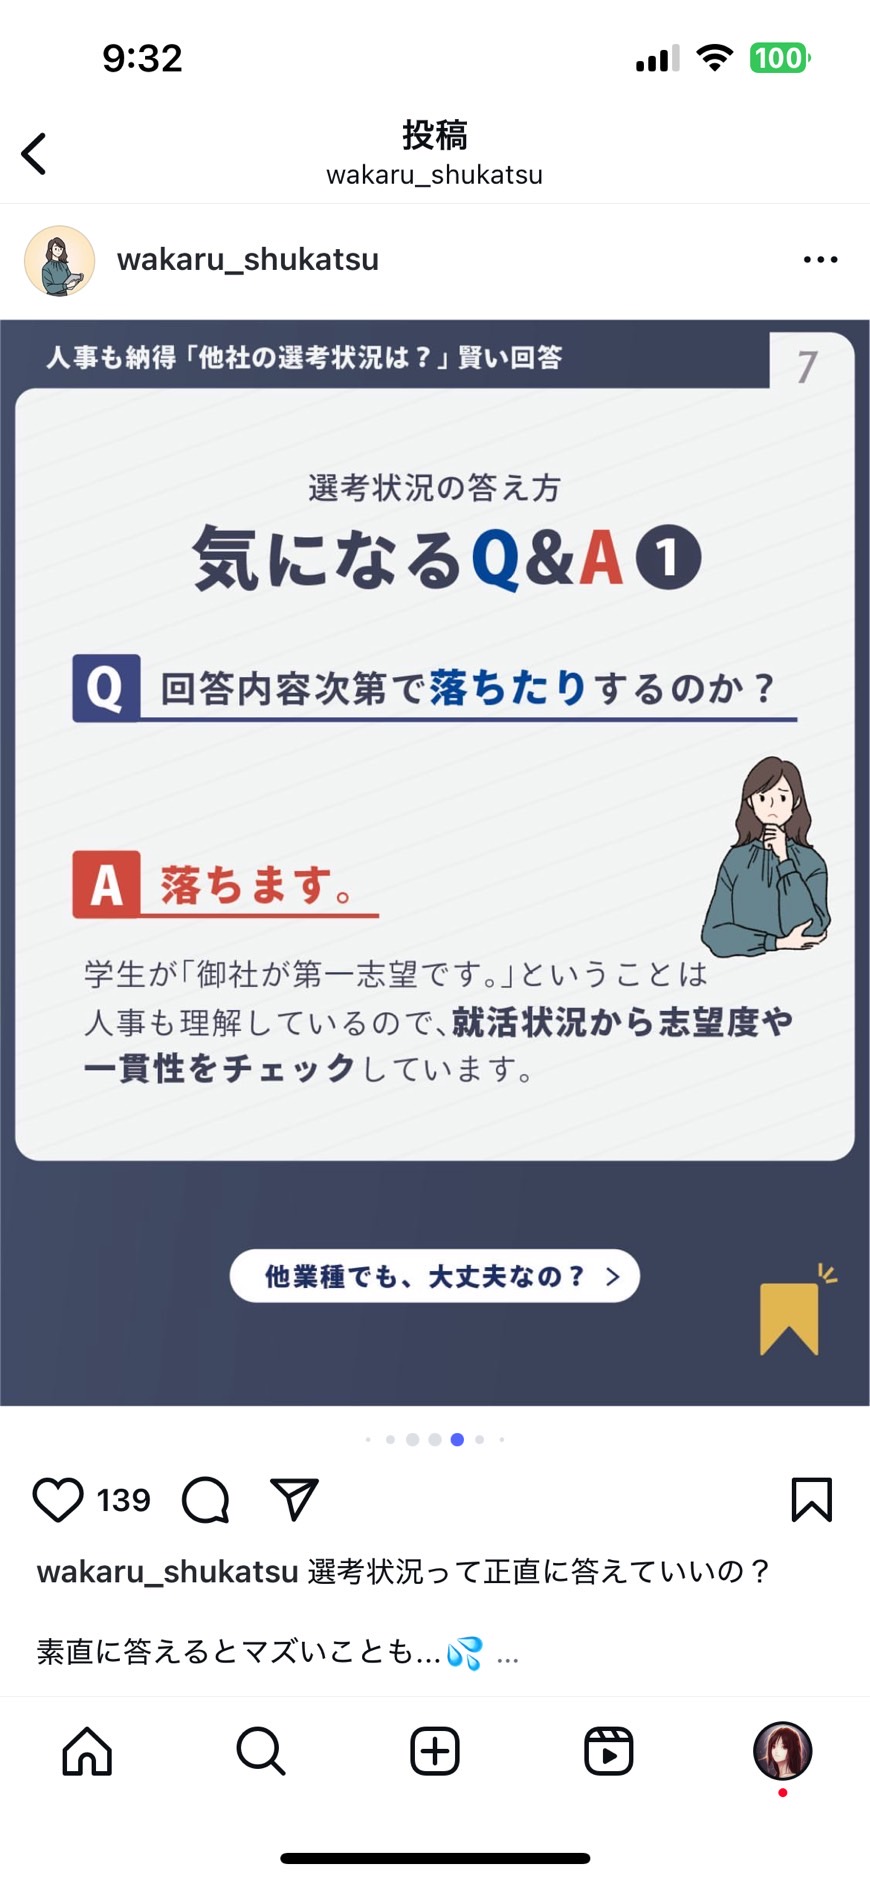 9:32
100
投稿
wakaru_shukatsu
wakaru_shukatsu
人事も納得「他社の選考状況は？」賢い回答
7
選考状況の答え方
気になるQ&A❶
Q 回答内容次第で落ちたりするのか？
A 落ちます。
学生が「御社が第一志望です。」ということは
人事も理解しているので、就活状況から志望度や
一貫性をチェックしています。
他業種でも、大丈夫なの？ >
139
wakaru_shukatsu 選考状況って正直に答えていいの？
素直に答えるとマズいことも...💦 ...